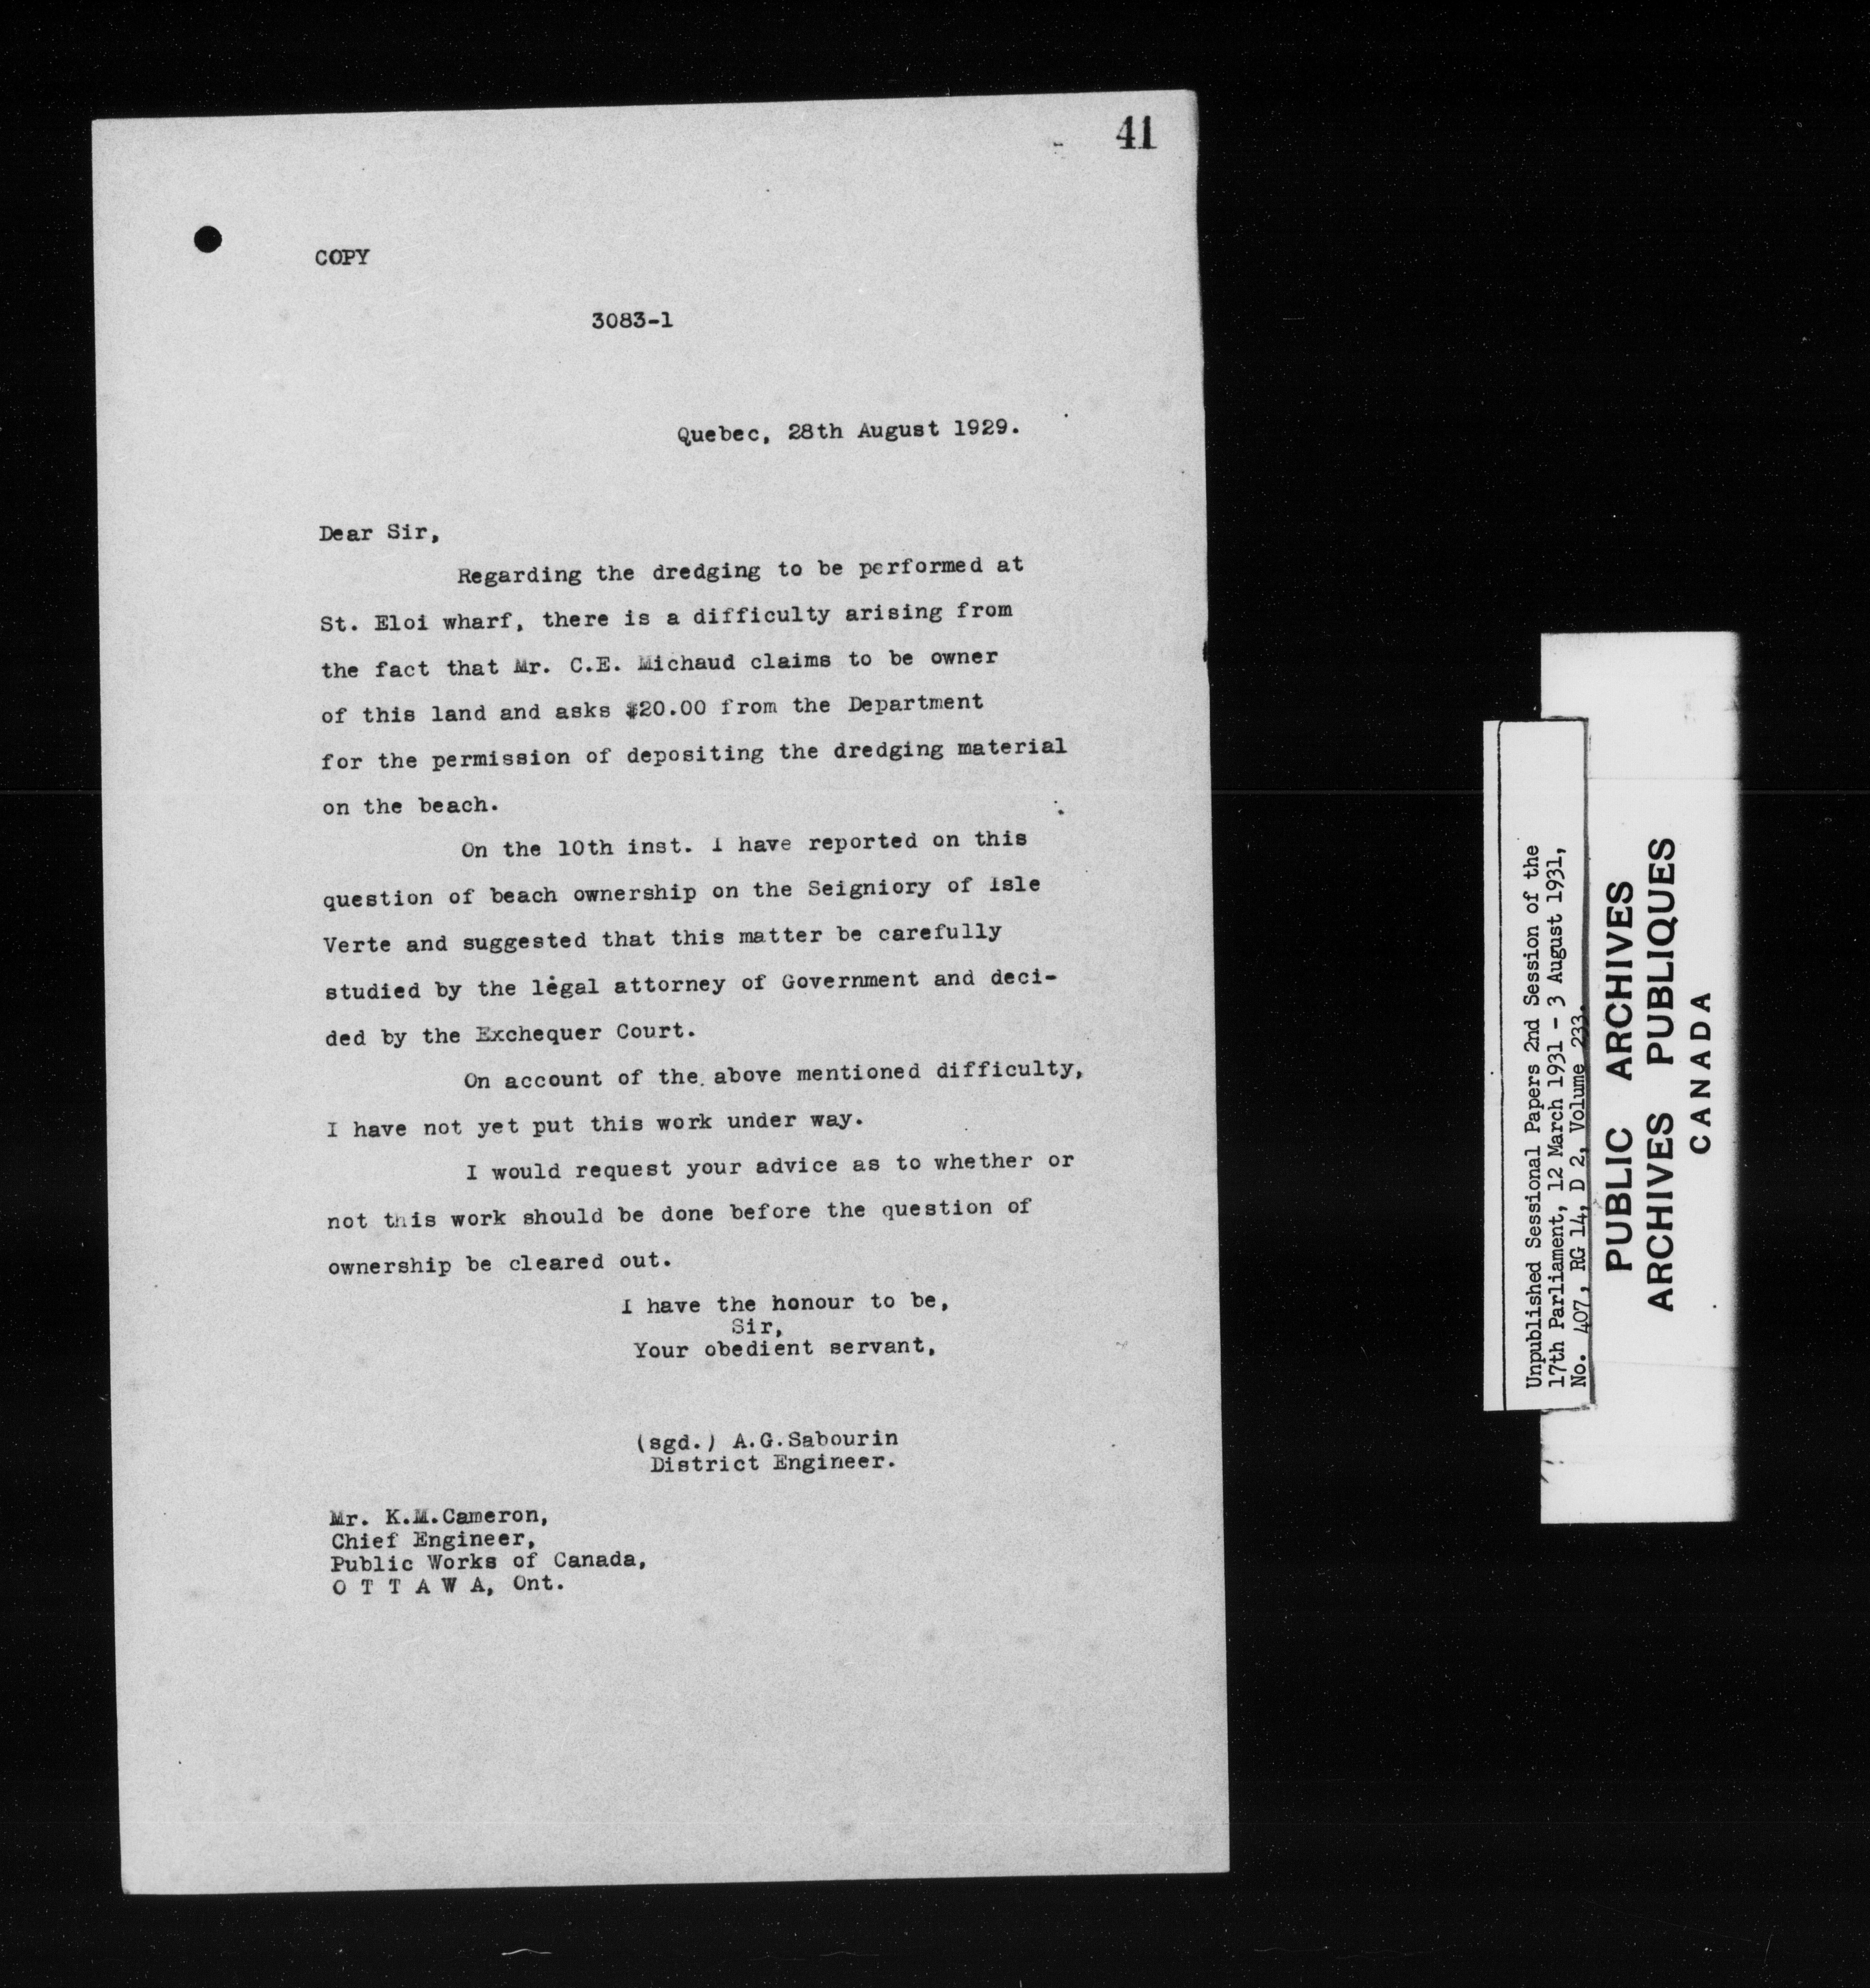 41
COPY
3083-1
Quebec, 28th August 1929.
Dear Sir,
Regarding the dredging to be performed at
St. Eloi wharf, there is a difficulty arising from
the fact that Mr. C.E. Michaud claims to be owner
of this land and asks $20.00 from the Department
for the permission of depositing the dredging material
on the beach.
On the 10th inst. I have reported on this
question of beach ownership on the Seigniory of Isle
Verte and suggested that this matter be carefully
studied by the legal attorney of Government and deci-
ded by the Exchequer Court.
On account of the above mentioned difficulty,
I have not yet put this work under way.
I would request your advice as to whether or
not this work should be done before the question of
ownership be cleared out.
I have the honour to be,
Sir,
Your obedient servant,
(sgd.) A.G.Sabourin
District Engineer.
Mr. K.M.Cameron,
Chief Engineer,
Public Works of Canada,
O T T A W A, Ont.
Unpublished Sessional Papers 2nd Session of the
17th Parliament, 12 March 1931 - 3 August 1931,
No. 407, RG 14, D 2, Volume 233.
PUBLIC ARCHIVES
ARCHIVES PUBLIQUES
CANADA